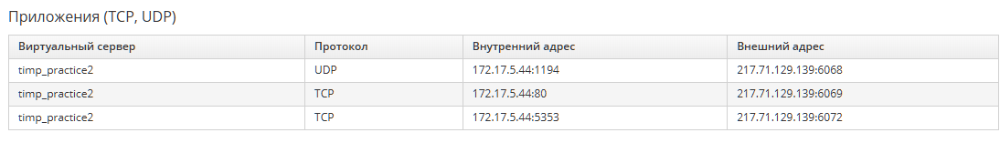 Приложения (TCP, UDP)
Виртуальный сервер Протокол Внутренний адрес Внешний адрес
timp_practice2 UDP 172.17.5.44:1194 217.71.129.139:6068
timp_practice2 TCP 172.17.5.44:80 217.71.129.139:6069
timp_practice2 TCP 172.17.5.44:5353 217.71.129.139:6072